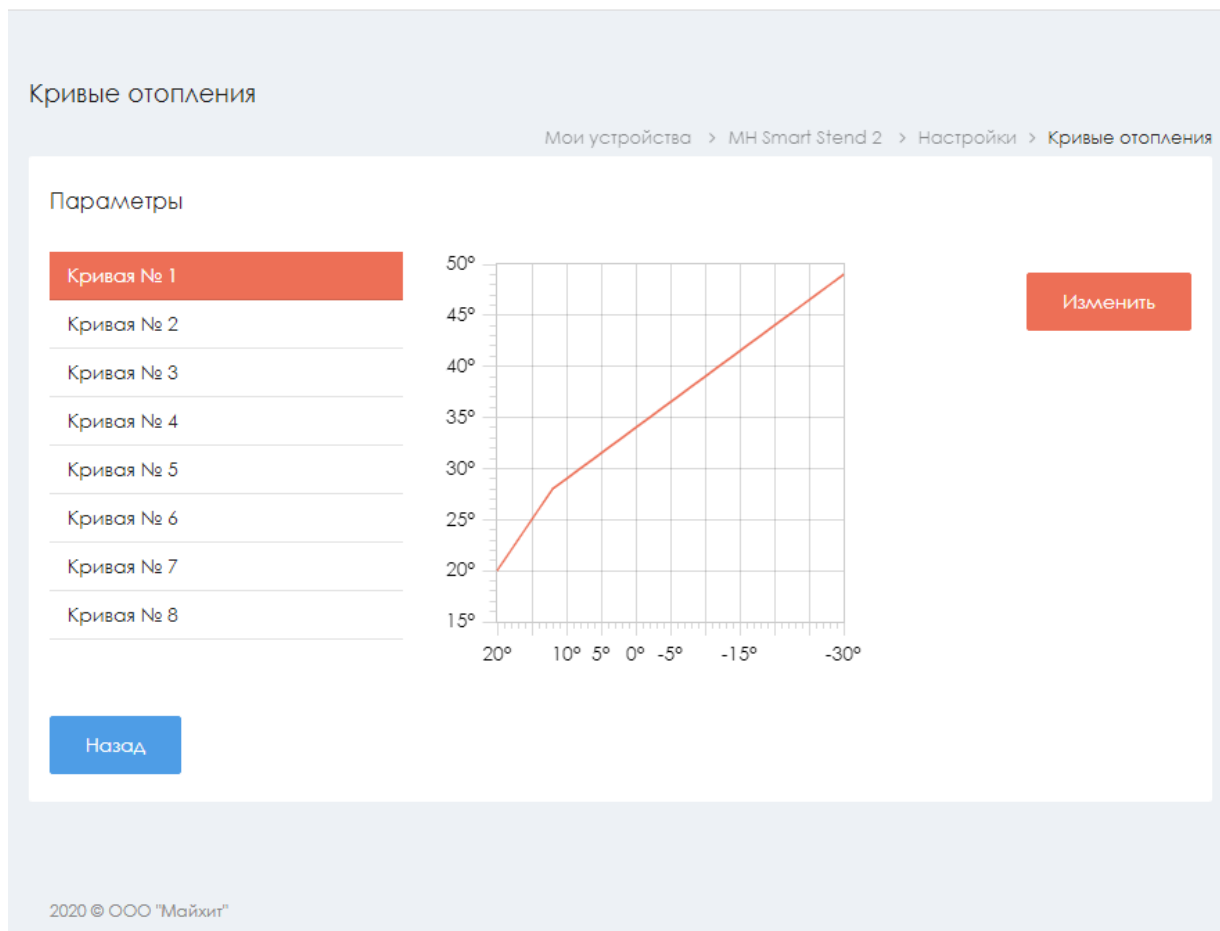 Кривые отопления
Мои устройства > MH Smart Stend 2 > Настройки > Кривые отопления
Параметры
Кривая № 1
Кривая № 2
Кривая № 3
Кривая № 4
Кривая № 5
Кривая № 6
Кривая № 7
Кривая № 8
50°
45°
40°
35°
30°
25°
20°
15°
20° 10° 5° 0° -5° -15° -30°
Изменить
Назад
2020 © ООО "Майхит"